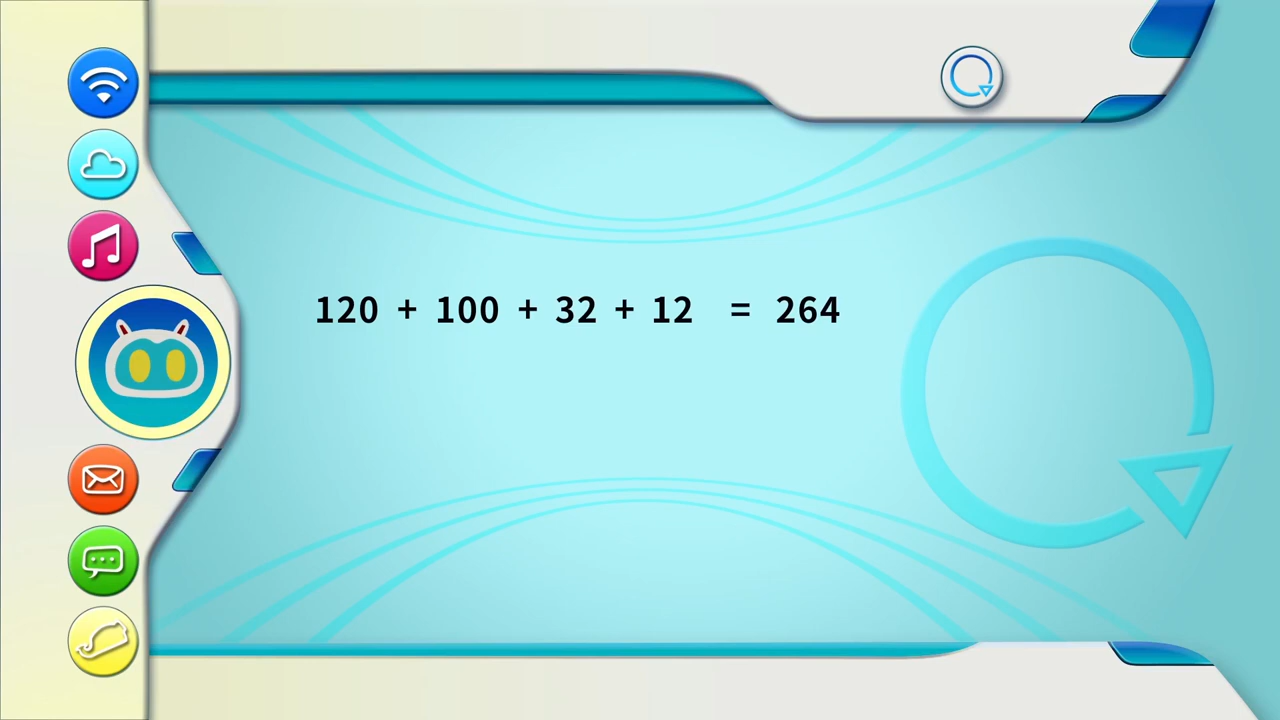 120 + 100 + 32 + 12 = 264